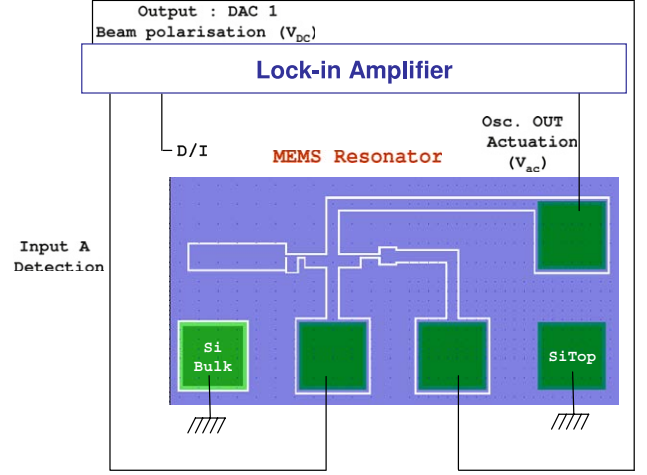 Output : DAC 1
Beam polarisation (VDC)
Lock-in Amplifier
Osc. OUT
Actuation
(Vac)
D/I
MEMS Resonator
Input A
Detection
Si
Bulk
SiTop